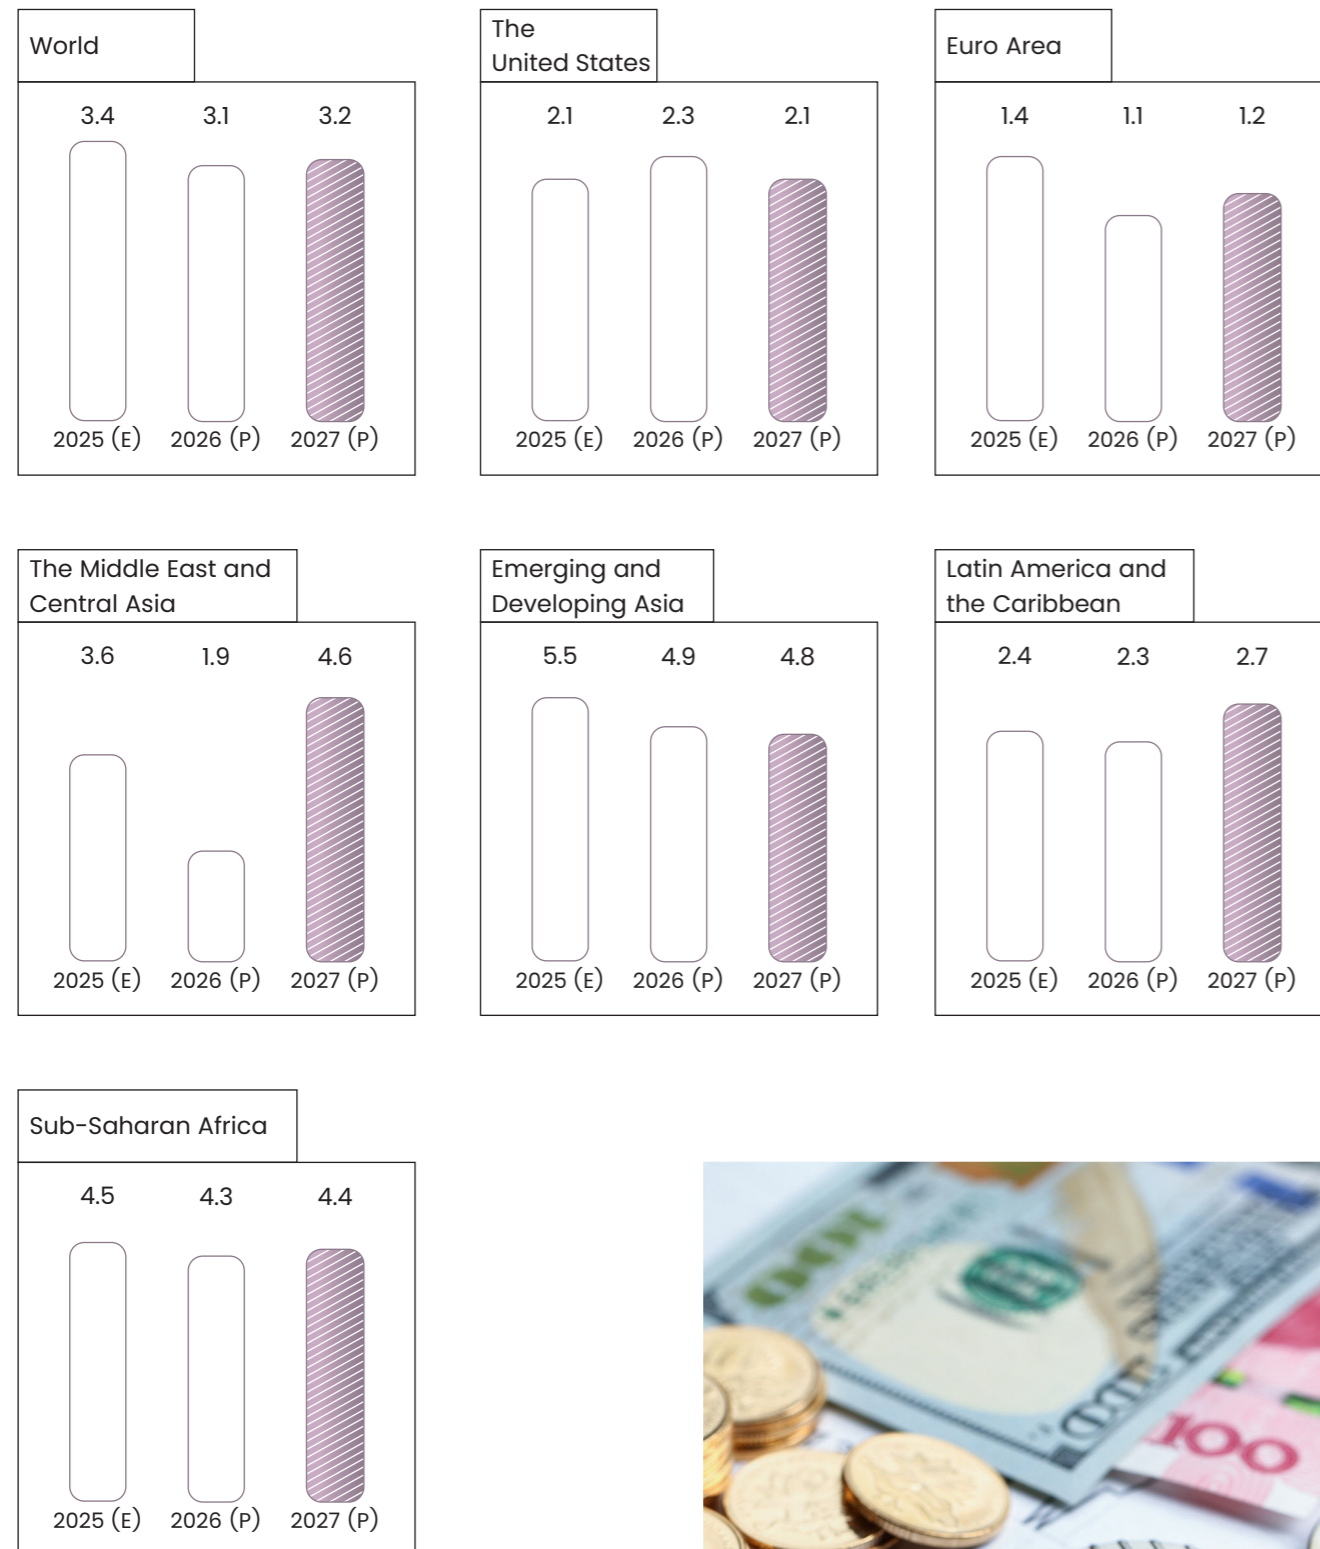 World
3.4 3.1 3.2
2025 (E) 2026 (P) 2027 (P)
The
United States
2.1 2.3 2.1
2025 (E) 2026 (P) 2027 (P)
Euro Area
1.4 1.1 1.2
2025 (E) 2026 (P) 2027 (P)
The Middle East and
Central Asia
3.6 1.9 4.6
2025 (E) 2026 (P) 2027 (P)
Emerging and
Developing Asia
5.5 4.9 4.8
2025 (E) 2026 (P) 2027 (P)
Latin America and
the Caribbean
2.4 2.3 2.7
2025 (E) 2026 (P) 2027 (P)
Sub-Saharan Africa
4.5 4.3 4.4
2025 (E) 2026 (P) 2027 (P)
100